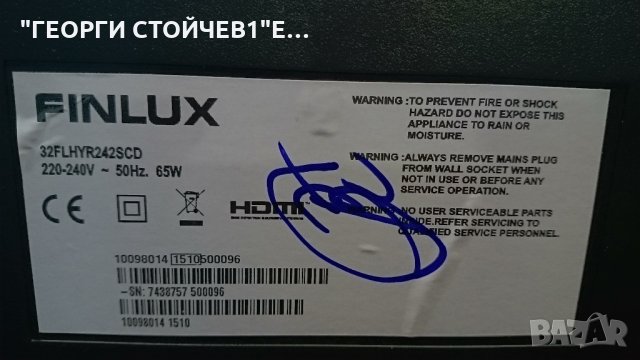 "ГЕОРГИ СТОЙЧЕВ1"Е...
FINLUX
32FLHYR242SCD
220-240V ~ 50Hz. 65W
CE
HDMI
10098014 1510500096
-SN: 7438757 500096
10098014 1510
WARNING :TO PREVENT FIRE OR SHOCK
HAZARD DO NOT EXPOSE THIS
APPLIANCE TO RAIN OR
MOISTURE.
WARNING :ALWAYS REMOVE MAINS PLUG
FROM WALL SOCKET WHEN
NOT IN USE OR BEFORE ANY
SERVICE OPERATION.
WARNING :NO USER SERVICEABLE PARTS
INSIDE.REFER SERVICING TO
QUALIFIED SERVICE PERSONNEL.
BAZAR